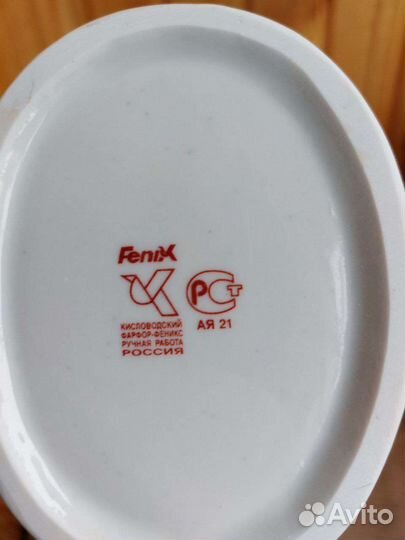 Fenix
РСТ
АЯ 21
КИСЛОВОДСКИЙ
ФАРФОР-ФЕНИКС
РУЧНАЯ РАБОТА
РОССИЯ
Avito